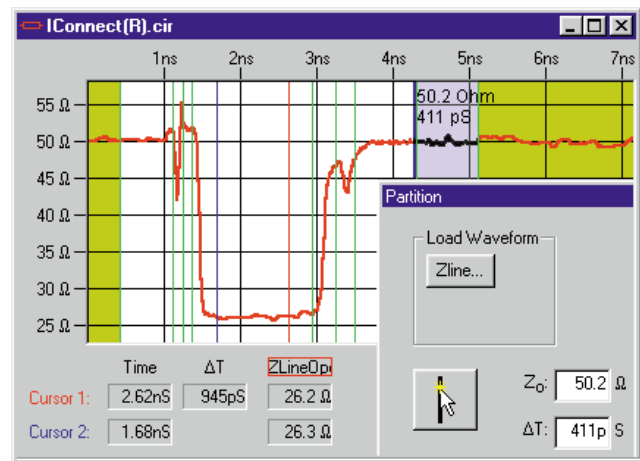 IConnect(R).cir
1ns 2ns 3ns 4ns 5ns 6ns 7ns
50.2 Ohm
411 pS
55 Ω
50 Ω
45 Ω
40 Ω
35 Ω
30 Ω
25 Ω
Partition
Load Waveform
Zline...
Time ΔT ZLineOp
Cursor 1: 2.62nS 945pS 26.2 Ω
Cursor 2: 1.68nS 26.3 Ω
Zo: 50.2 Ω
ΔT: 411p S